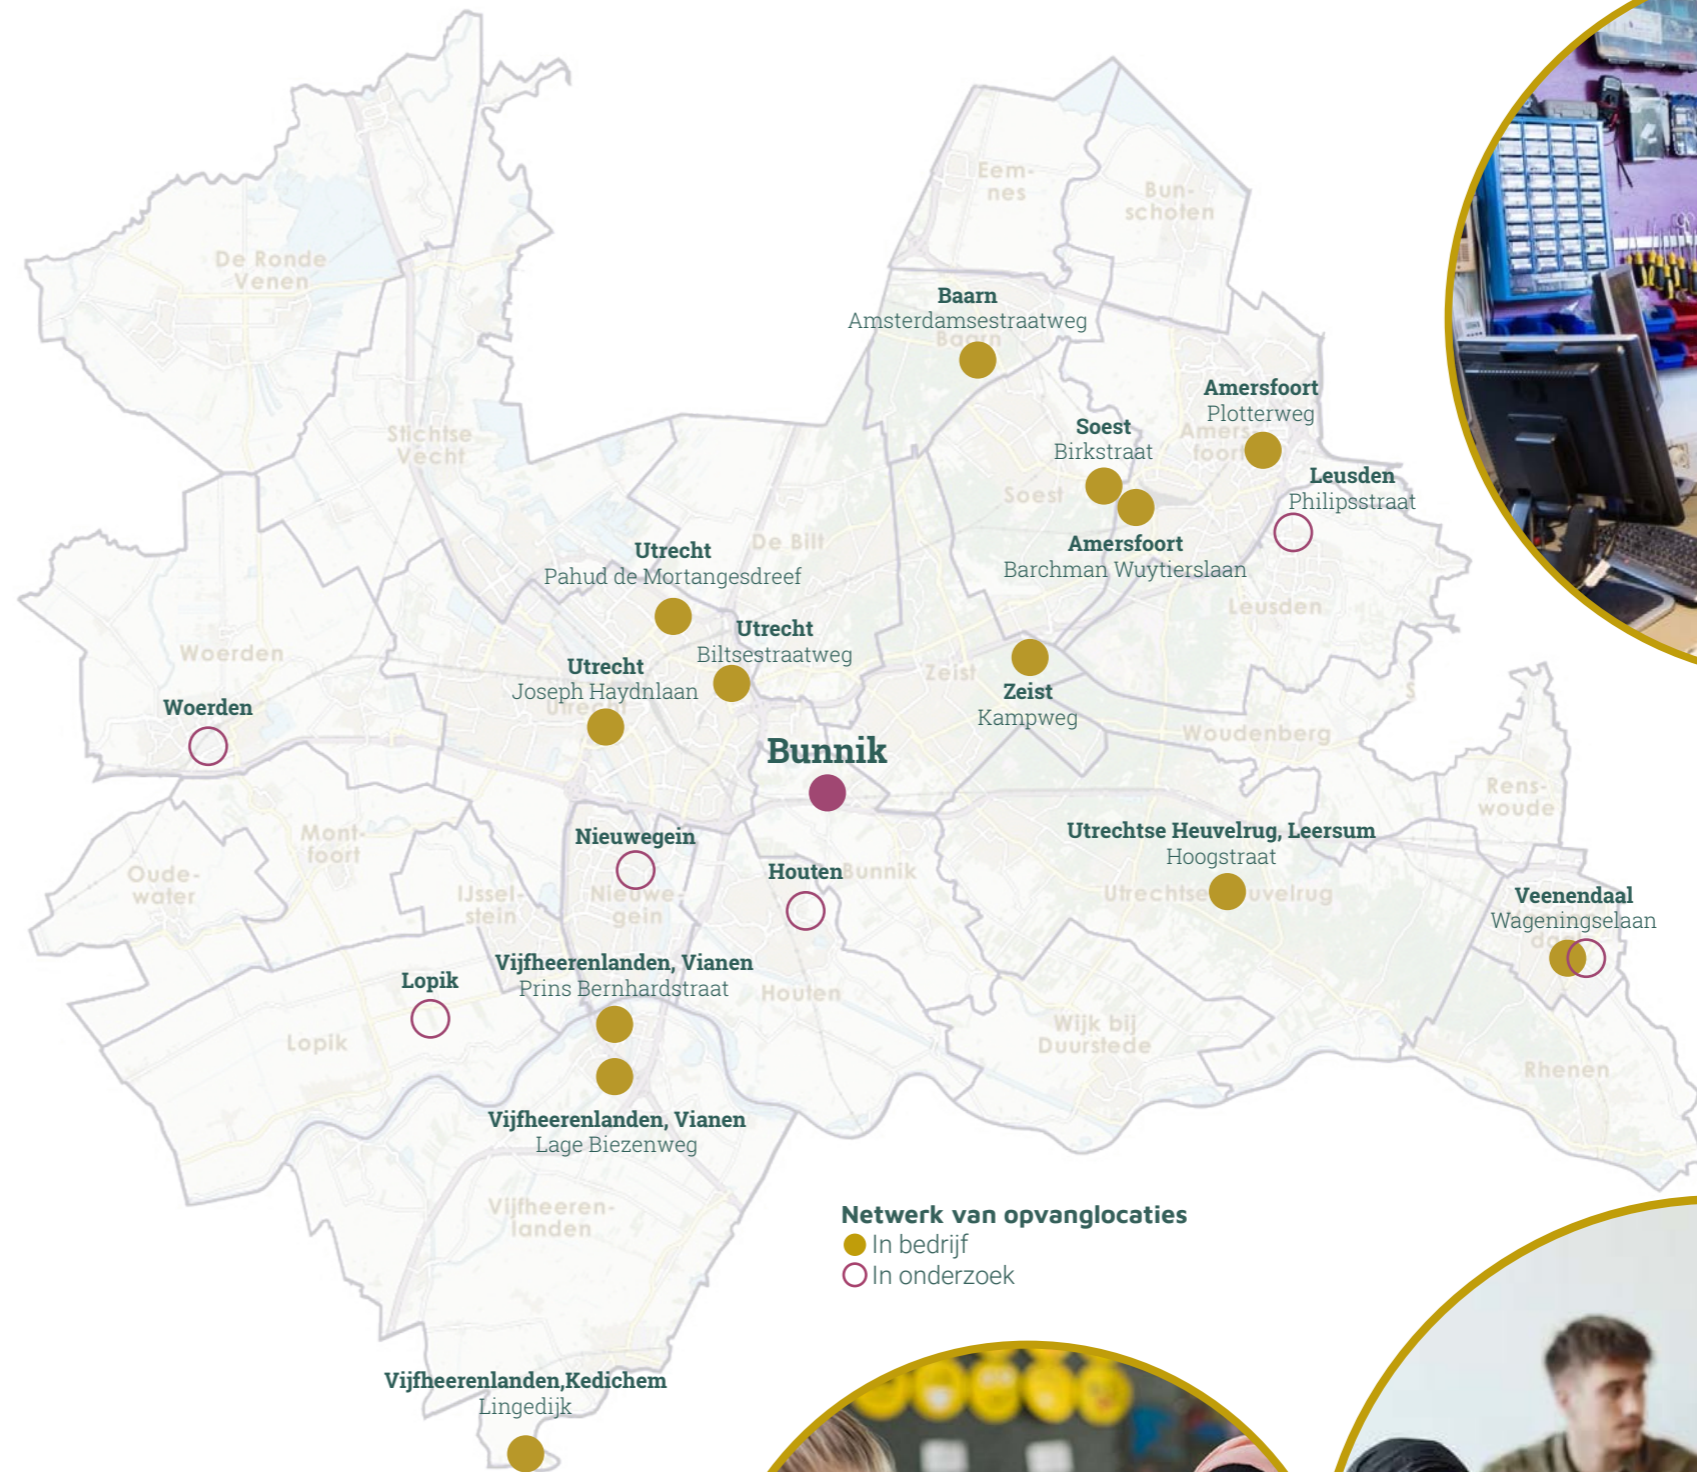 Eem-
nes
Bun-
schoten
De Ronde
Venen
Baarn
Amsterdamsestraatweg
Baarn
Amersfoort
Plotterweg
Amers-
foort
Soest
Birkstraat
Soest
Leusden
Philipsstraat
Stichtse
Vecht
De Bilt
Amersfoort
Barchman Wuytierslaan
Utrecht
Pahud de Mortangesdreef
Leusden
Utrecht
Biltsestraatweg
Woerden
Utrecht
Joseph Haydnlaan
Utrecht
Zeist
Zeist
Kampweg
Woerden
Woudenberg
Bunnik
Rens-
woude
Mont-
foort
Nieuwegein
Utrechtse Heuvelrug, Leersum
Hoogstraat
Houten
Bunnik
Oude-
water
IJssel-
stein
Nieuwe-
gein
Veenendaal
Wageningselaan
Vijfheerenlanden, Vianen
Prins Bernhardstraat
Lopik
Houten
Lopik
Wijk bij
Duurstede
Rhenen
Vijfheerenlanden, Vianen
Lage Biezenweg
Vijfheeren-
landen
Netwerk van opvanglocaties
In bedrijf
In onderzoek
Vijfheerenlanden,Kedichem
Lingedijk